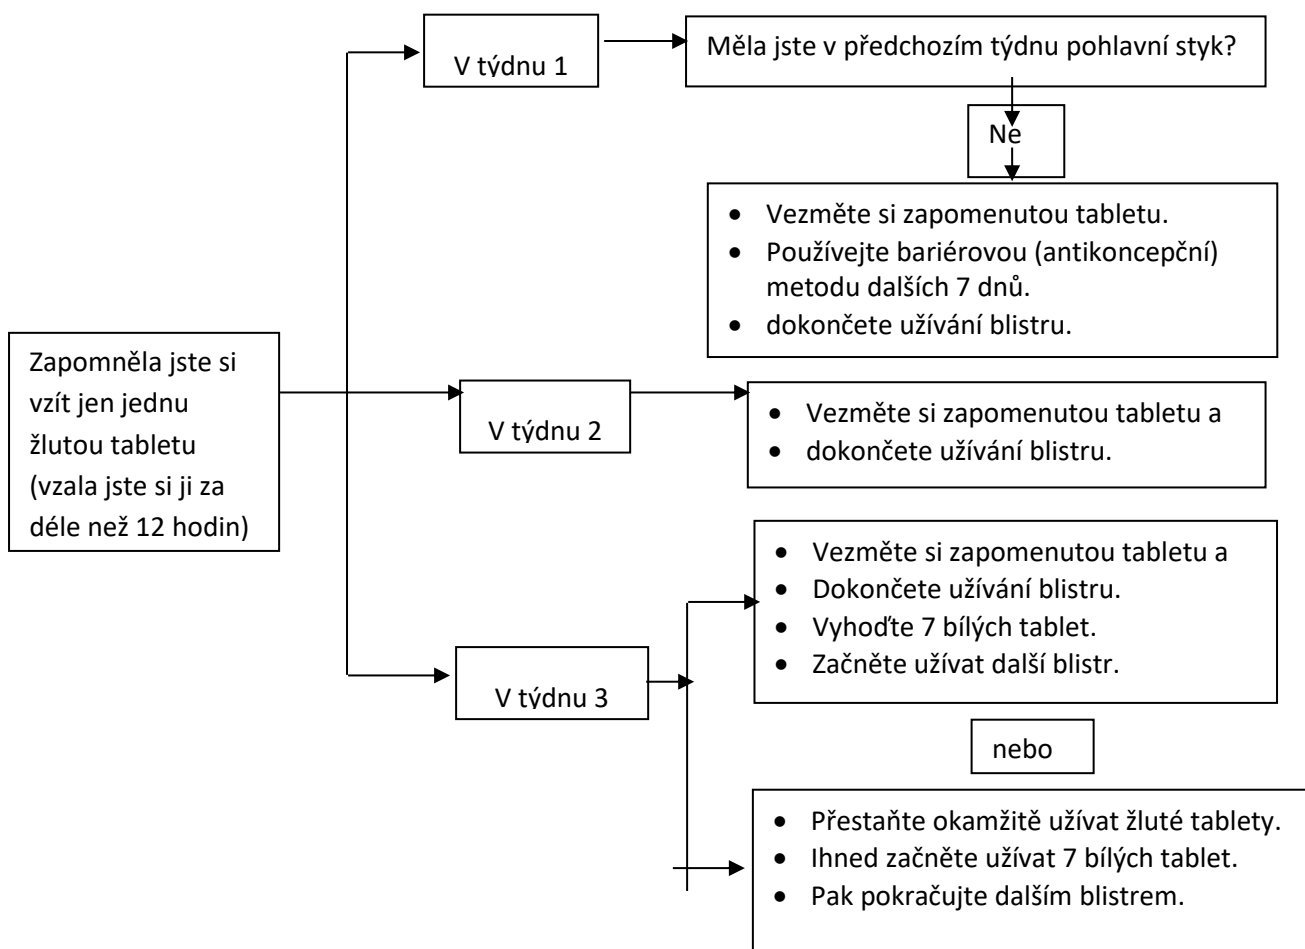 V týdnu 1
Měla jste v předchozím týdnu pohlavní styk?
Ne
• Vezměte si zapomenutou tabletu.
• Používejte bariérovou (antikoncepční)
metodu dalších 7 dnů.
• dokončete užívání blistru.
Zapomněla jste si
vzít jen jednu
žlutou tabletu
(vzala jste si ji za
déle než 12 hodin)
V týdnu 2
• Vezměte si zapomenutou tabletu a
• dokončete užívání blistru.
V týdnu 3
• Vezměte si zapomenutou tabletu a
• Dokončete užívání blistru.
• Vyhoďte 7 bílých tablet.
• Začněte užívat další blistr.
nebo
• Přestaňte okamžitě užívat žluté tablety.
• Ihned začněte užívat 7 bílých tablet.
• Pak pokračujte dalším blistrem.